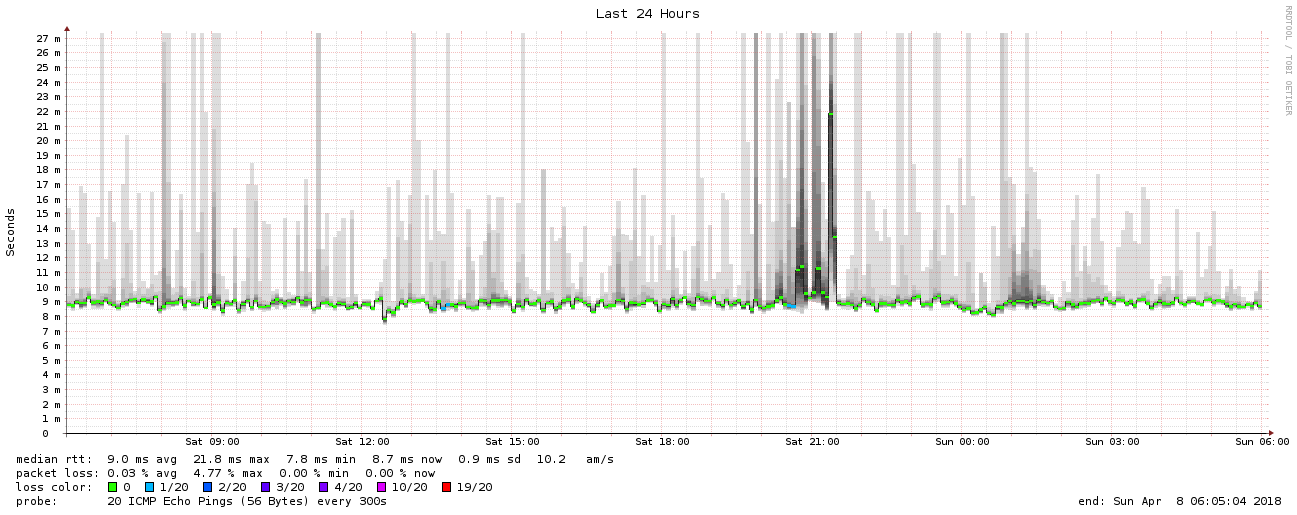 Last 24 Hours
RRDTOOL / TOBI OETIKER
Seconds
27 m
26 m
25 m
24 m
23 m
22 m
21 m
20 m
19 m
18 m
17 m
16 m
15 m
14 m
13 m
12 m
11 m
10 m
9 m
8 m
7 m
6 m
5 m
4 m
3 m
2 m
1 m
0
Sat 09:00 Sat 12:00 Sat 15:00 Sat 18:00 Sat 21:00 Sun 00:00 Sun 03:00 Sun 06:00
median rtt: 9.0 ms avg 21.8 ms max 7.8 ms min 8.7 ms now 0.9 ms sd 10.2 am/s
packet loss: 0.03 % avg 4.77 % max 0.00 % min 0.00 % now
loss color: 0 1/20 2/20 3/20 4/20 10/20 19/20
probe: 20 ICMP Echo Pings (56 Bytes) every 300s end: Sun Apr 8 06:05:04 2018